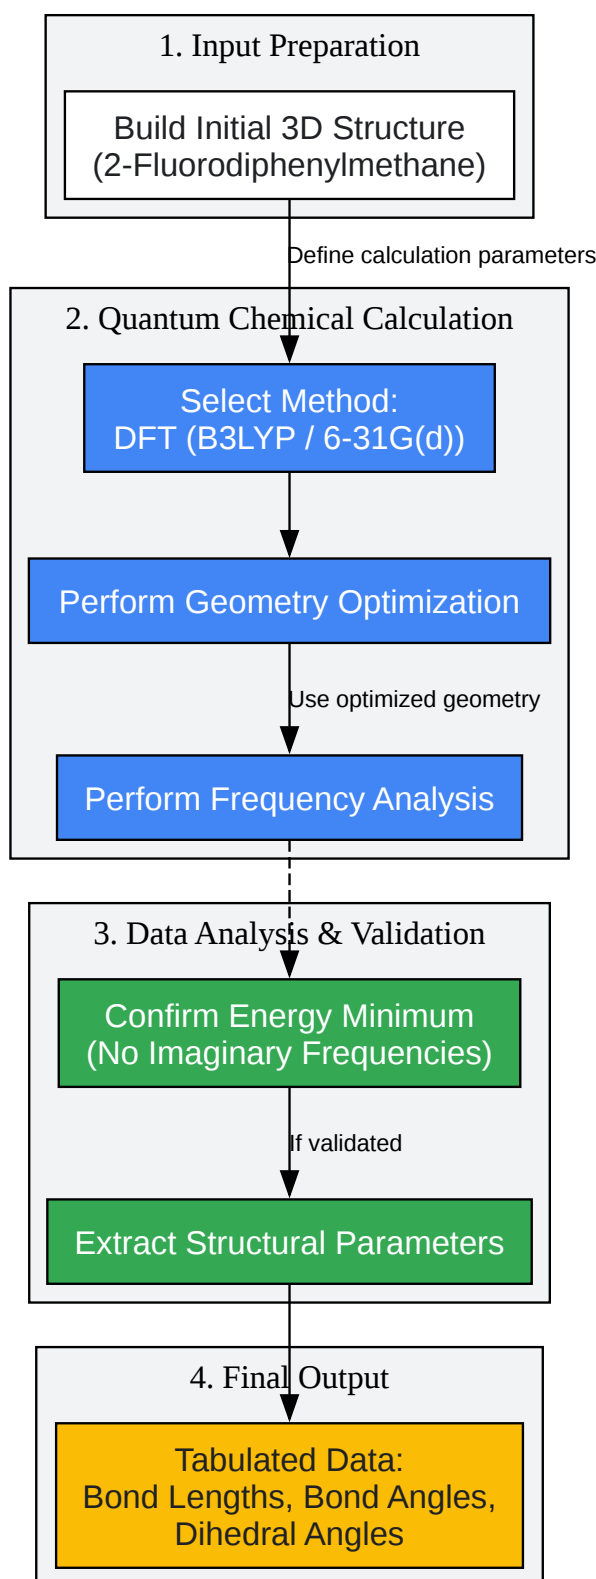 1. Input Preparation
Build Initial 3D Structure
(2-Fluorodiphenylmethane)
Define calculation parameters
2. Quantum Chemical Calculation
Select Method:
DFT (B3LYP / 6-31G(d))
Perform Geometry Optimization
Use optimized geometry
Perform Frequency Analysis
3. Data Analysis & Validation
Confirm Energy Minimum
(No Imaginary Frequencies)
If validated
Extract Structural Parameters
4. Final Output
Tabulated Data:
Bond Lengths, Bond Angles,
Dihedral Angles